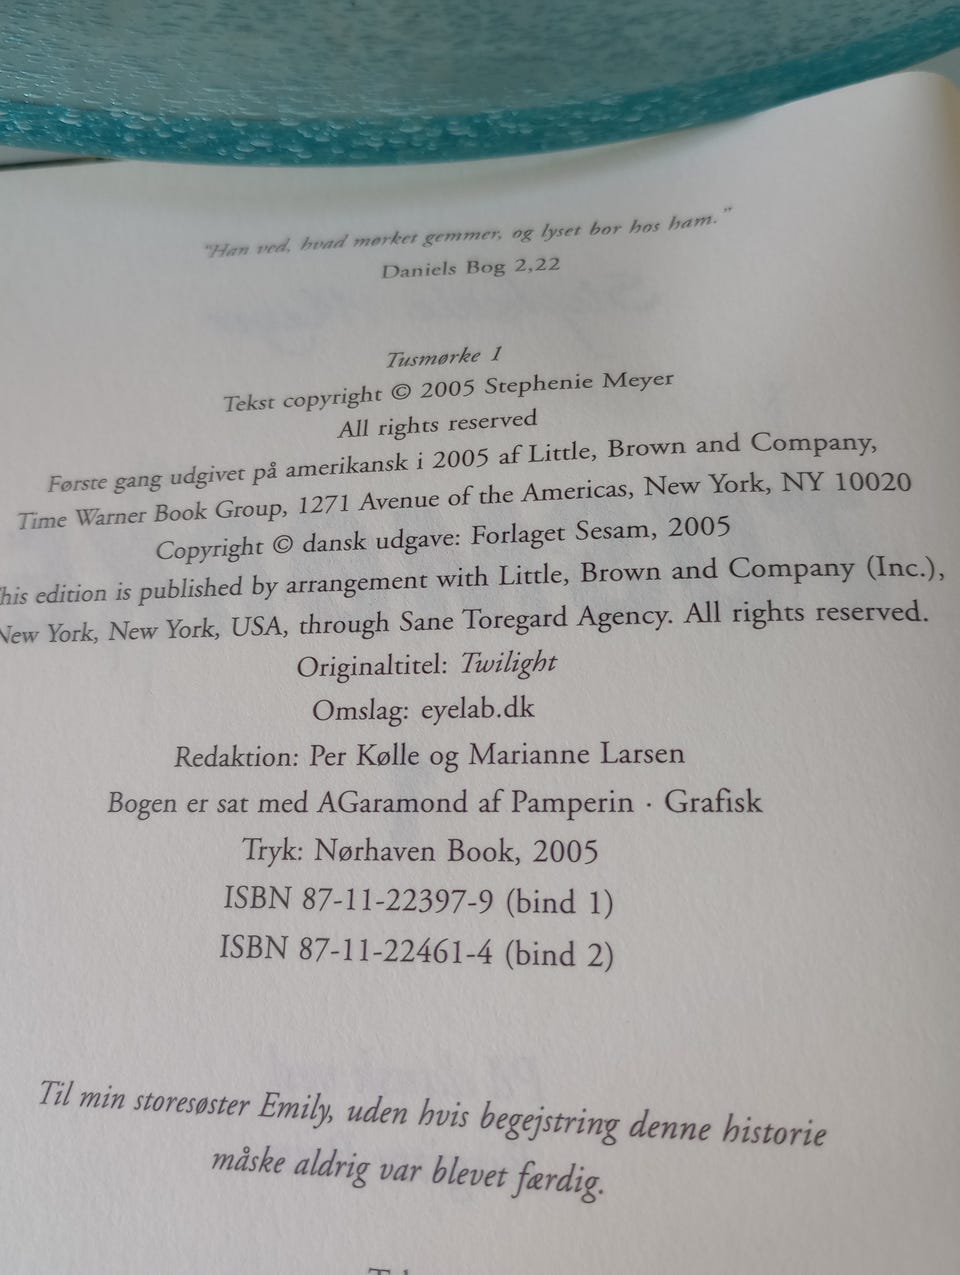 "Han ved, hvad mørket gemmer, og lyset bor hos ham."
Daniels Bog 2,22
Tusmørke 1
Tekst copyright © 2005 Stephenie Meyer
All rights reserved
Første gang udgivet på amerikansk i 2005 af Little, Brown and Company,
Time Warner Book Group, 1271 Avenue of the Americas, New York, NY 10020
Copyright © dansk udgave: Forlaget Sesam, 2005
his edition is published by arrangement with Little, Brown and Company (Inc.),
New York, New York, USA, through Sane Toregard Agency. All rights reserved.
Originaltitel: Twilight
Omslag: eyelab.dk
Redaktion: Per Kølle og Marianne Larsen
Bogen er sat med AGaramond af Pamperin · Grafisk
Tryk: Nørhaven Book, 2005
ISBN 87-11-22397-9 (bind 1)
ISBN 87-11-22461-4 (bind 2)
Til min storesøster Emily, uden hvis begejstring denne historie
måske aldrig var blevet færdig.